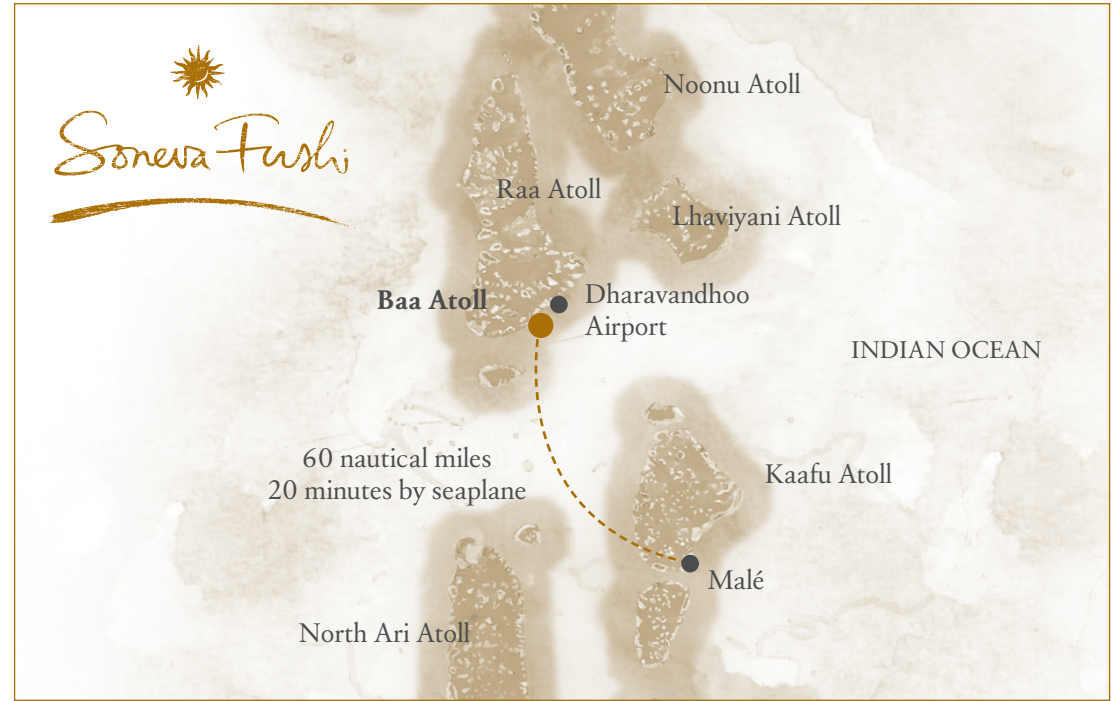 Soneva Fushi
Noonu Atoll
Raa Atoll
Lhaviyani Atoll
Baa Atoll
Dharavandhoo
Airport
INDIAN OCEAN
60 nautical miles
20 minutes by seaplane
Kaafu Atoll
Malé
North Ari Atoll